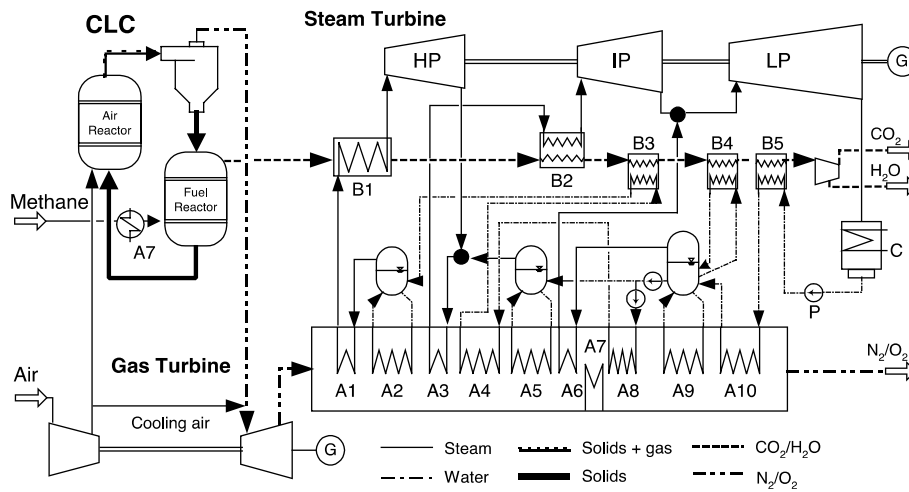 CLC
Steam Turbine
HP
IP
LP
G
Air
Reactor
B1
B2
B3
B4
B5
CO₂
H₂O
Methane
Fuel
Reactor
A7
C
P
Gas Turbine
Air
Cooling air
G
A1
A2
A3
A4
A5
A6
A7
A8
A9
A10
N₂/O₂
Steam
Solids + gas
CO₂/H₂O
Water
Solids
N₂/O₂